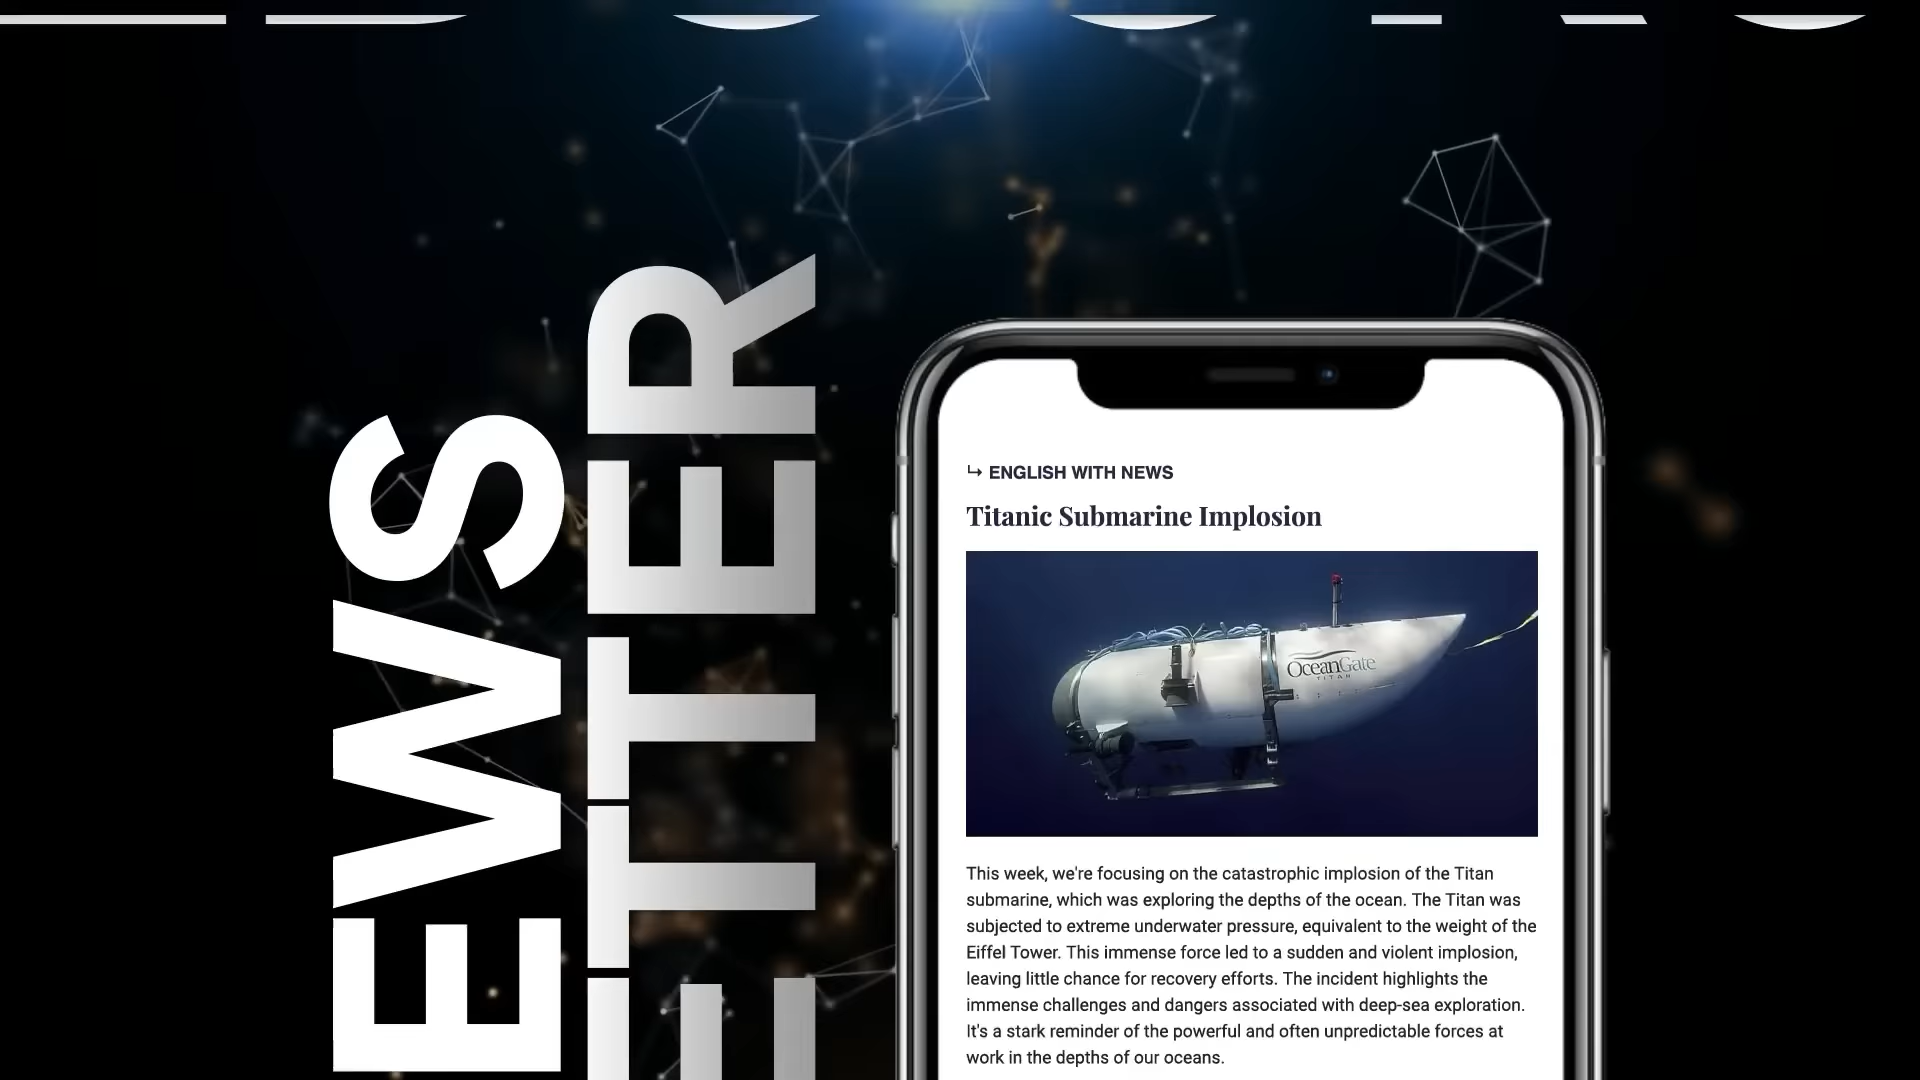 EWS
ETTER
↳ ENGLISH WITH NEWS
Titanic Submarine Implosion
OceanGate
TITAN
This week, we're focusing on the catastrophic implosion of the Titan
submarine, which was exploring the depths of the ocean. The Titan was
subjected to extreme underwater pressure, equivalent to the weight of the
Eiffel Tower. This immense force led to a sudden and violent implosion,
leaving little chance for recovery efforts. The incident highlights the
immense challenges and dangers associated with deep-sea exploration.
It's a stark reminder of the powerful and often unpredictable forces at
work in the depths of our oceans.